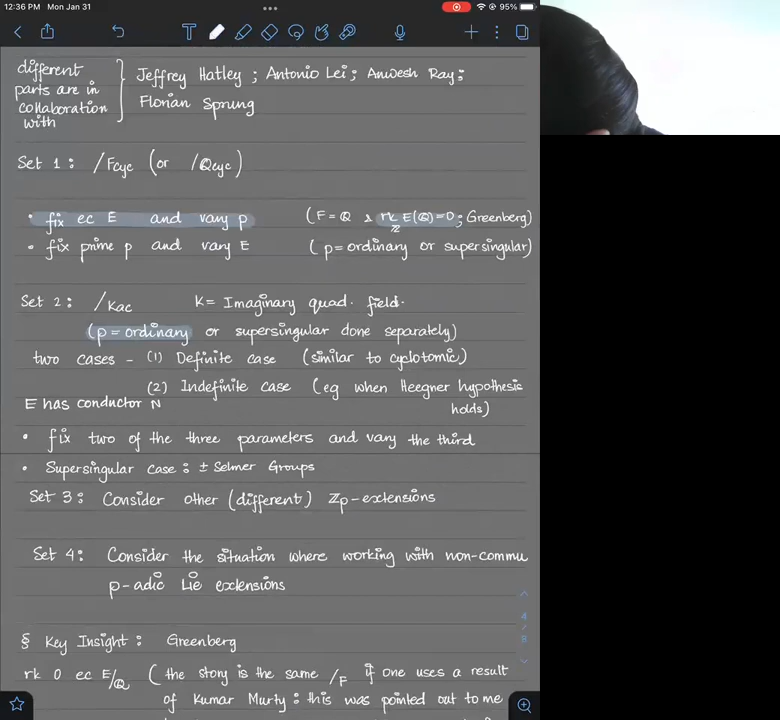 12:36 PM Mon Jan 31
95%
different
parts are in
collaboration
with
Jeffrey Hatley ; Antonio Lei ; Anwesh Ray ;
Florian Sprung
Set 1 : /Fcyc (or /Qcyc)
• fix ec E and vary p (F = Q & rk_Z E(Q) = 0 ; Greenberg)
• fix prime p and vary E (p = ordinary or supersingular)
Set 2 : /Kac K = Imaginary quad. field.
(p = ordinary or supersingular done separately)
two cases - (1) Definite case (similar to cyclotomic)
(2) Indefinite case (eg when Heegner hypothesis
holds)
E has conductor N
• fix two of the three parameters and vary the third
• Supersingular case : ± Selmer Groups
Set 3 : Consider other (different) Zp-extensions
Set 4 : Consider the situation where working with non-commu
p-adic Lie extensions
§ Key Insight : Greenberg
rk 0 ec E/Q (the story is the same /F if one uses a result
of Kumar Murty : this was pointed out to me
4
/
8